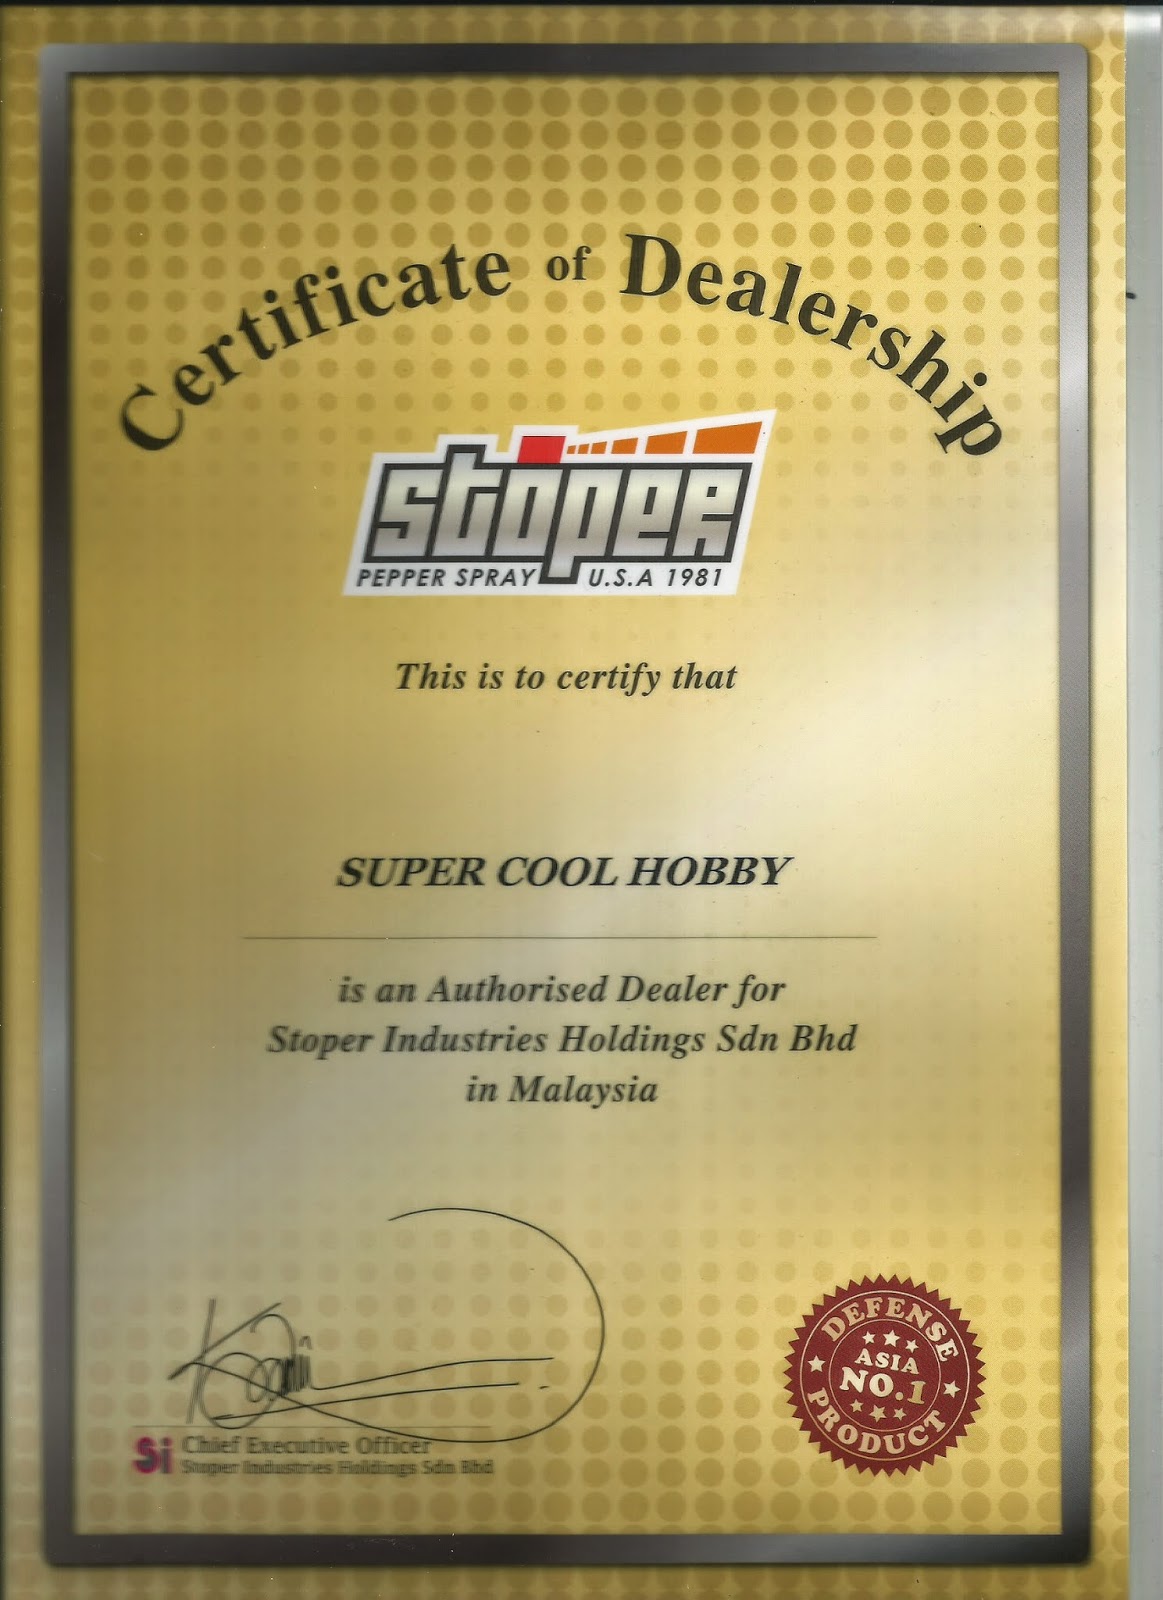 Certificate of Dealership
stoper
PEPPER SPRAY U.S.A 1981
This is to certify that
SUPER COOL HOBBY
is an Authorised Dealer for
Stoper Industries Holdings Sdn Bhd
in Malaysia
Si Chief Executive Officer
Stoper Industries Holdings Sdn Bhd
DEFENSE
ASIA
NO.1
PRODUCT